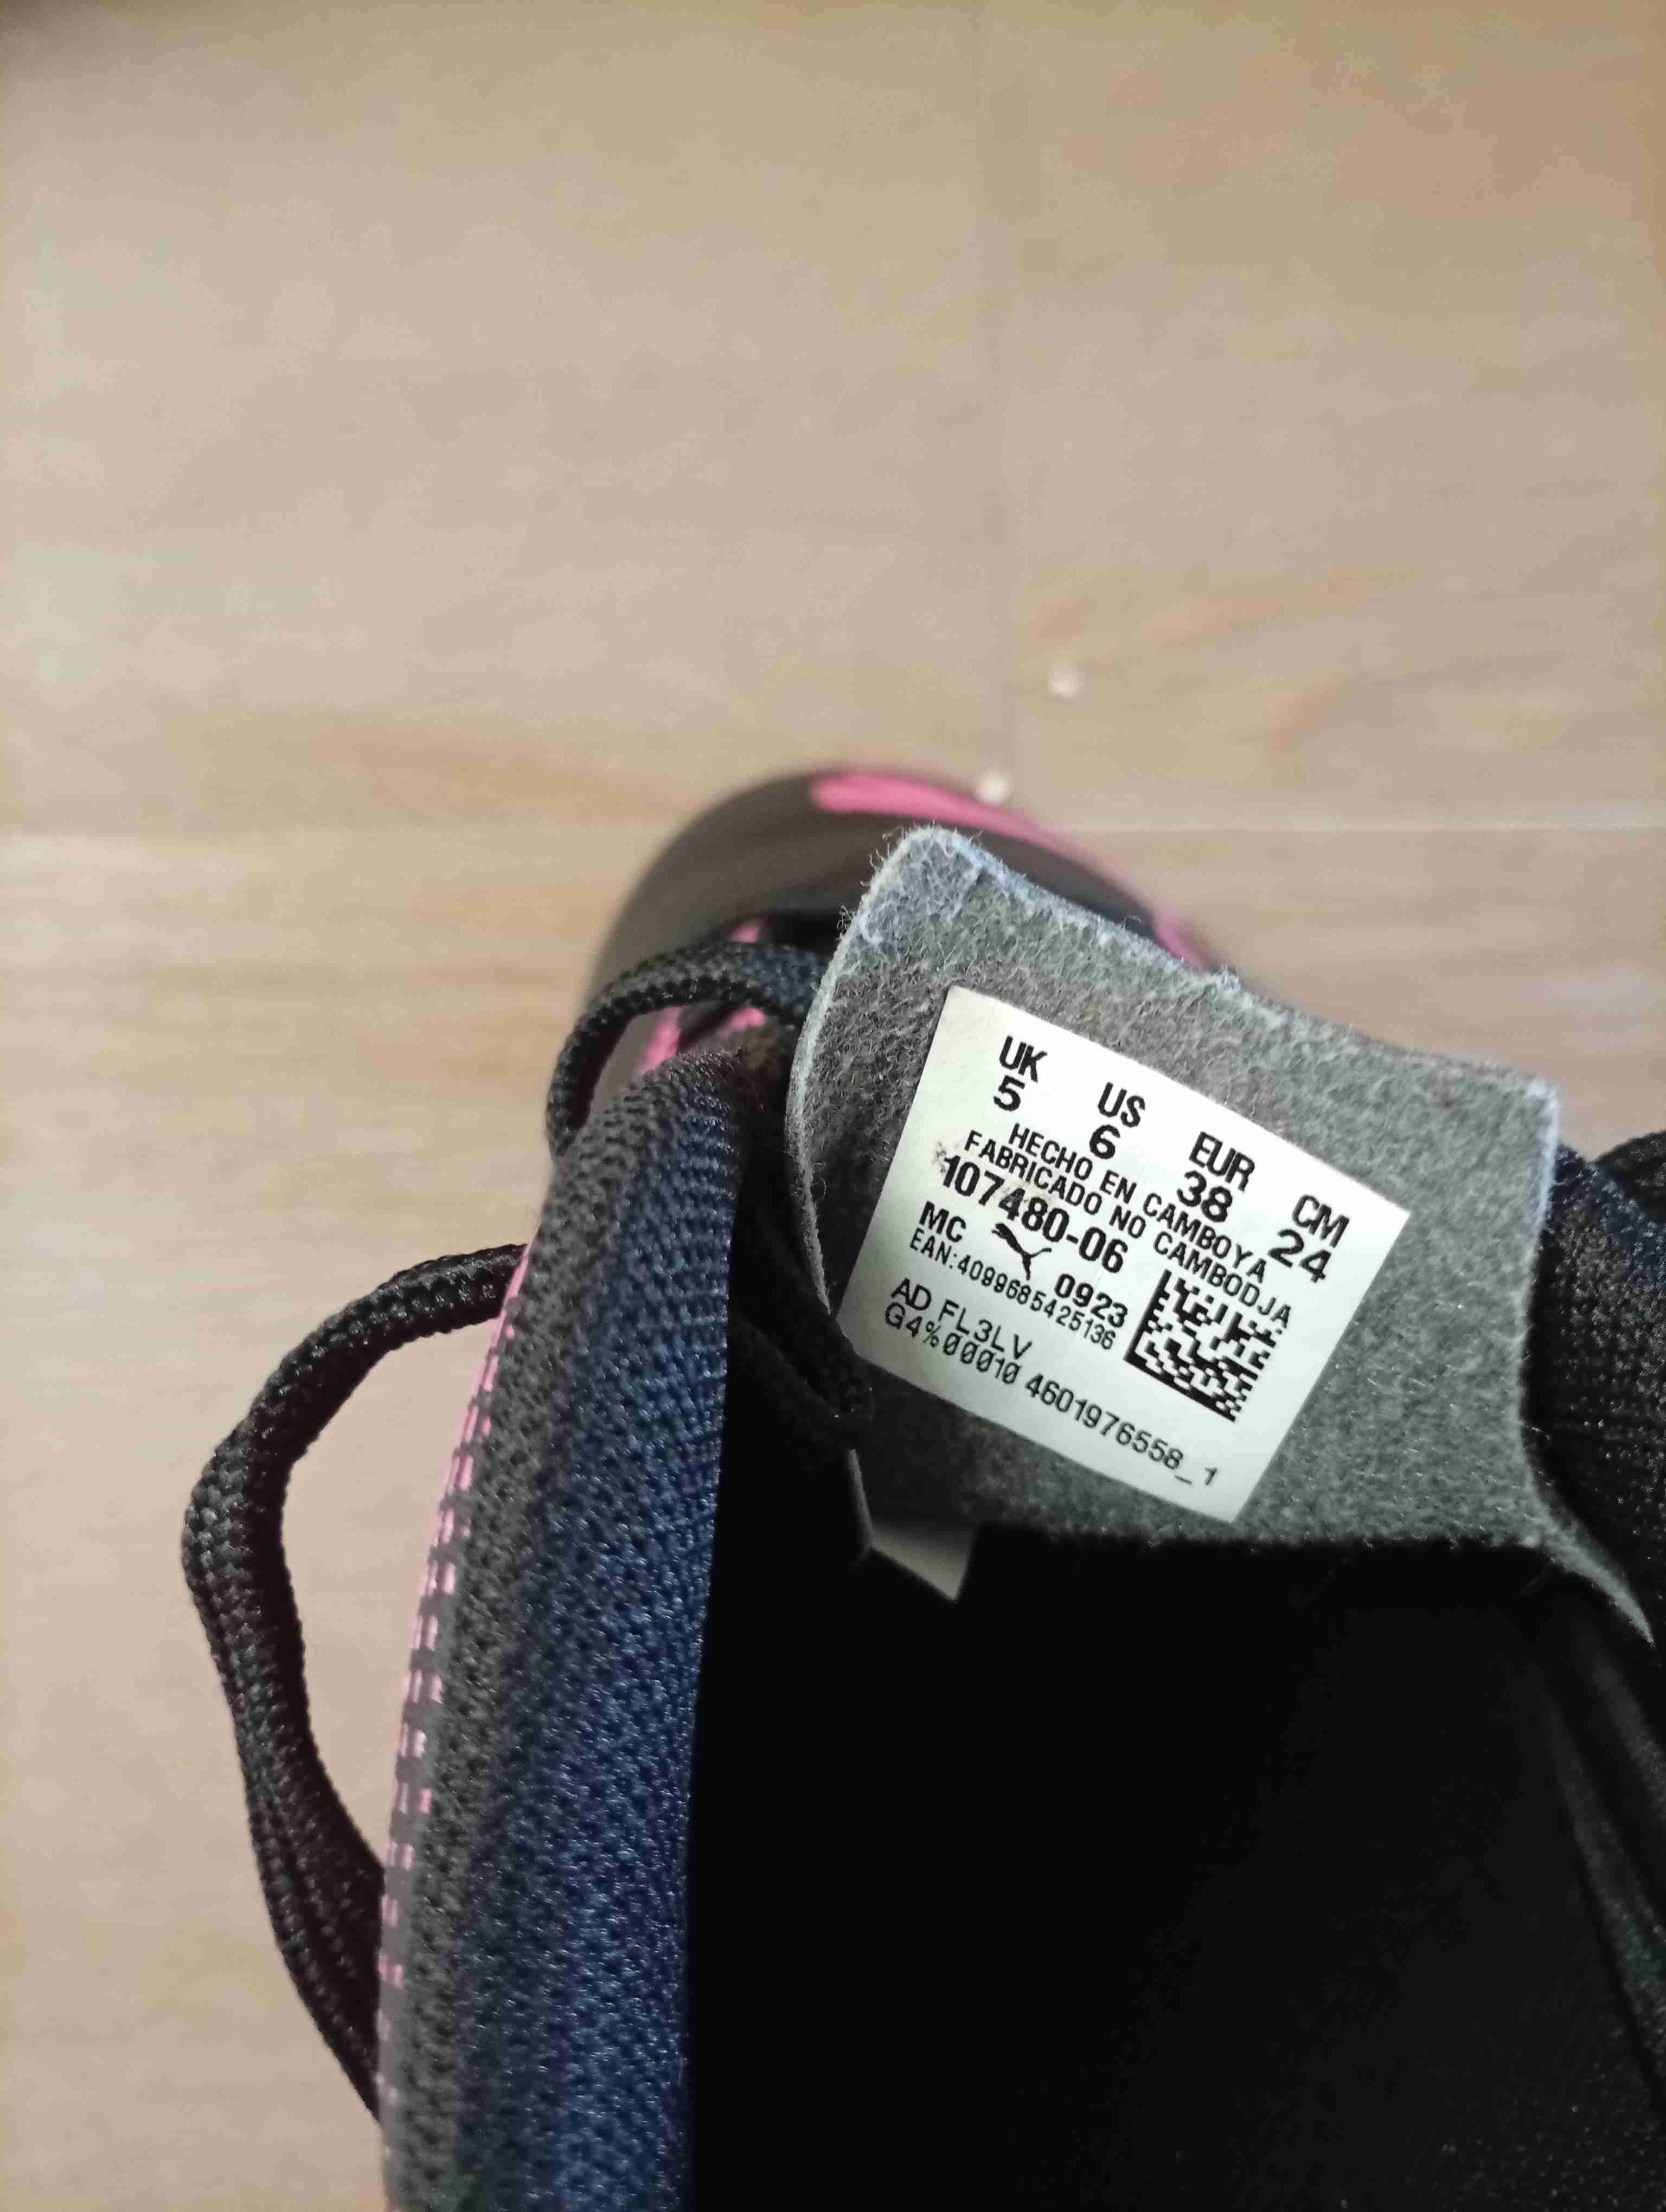 UK US EUR CM
5 6 38 24
HECHO EN CAMBOYA
FABRICADO NO CAMBODJA
107480-06
MC 0923
EAN:4099685425136
AD FL3LV
G4%00010 4601976558_1